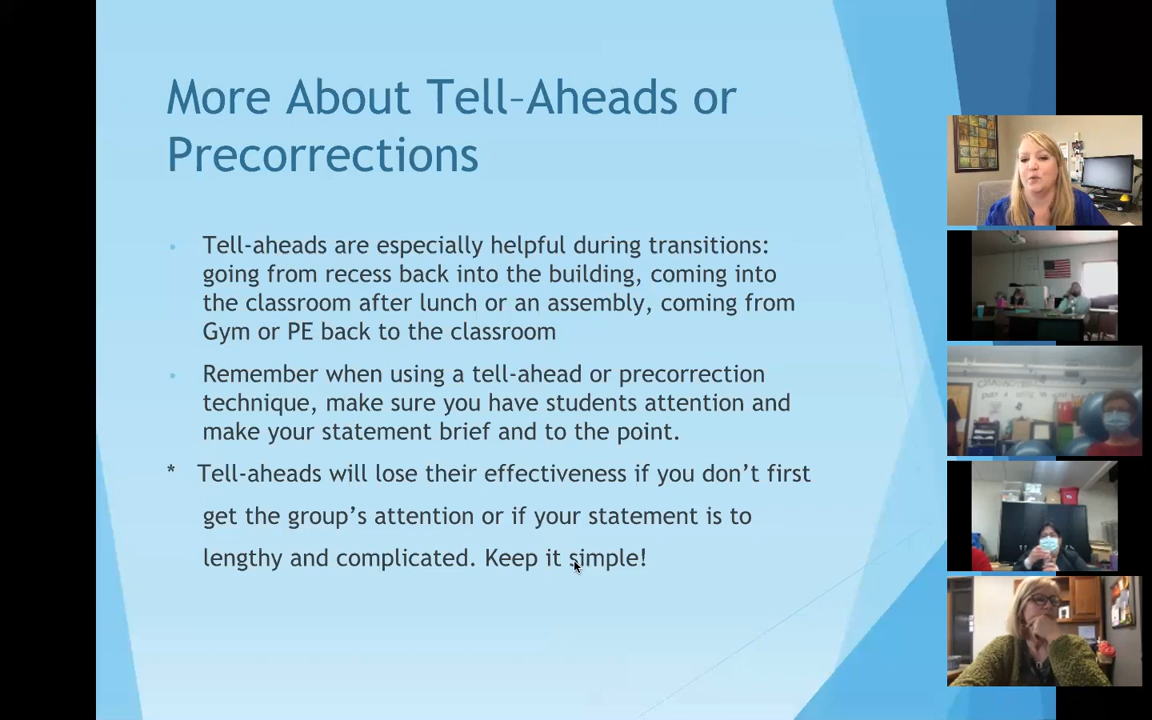 More About Tell-Aheads or
Precorrections
Tell-aheads are especially helpful during transitions:
going from recess back into the building, coming into
the classroom after lunch or an assembly, coming from
Gym or PE back to the classroom
Remember when using a tell-ahead or precorrection
technique, make sure you have students attention and
make your statement brief and to the point.
* Tell-aheads will lose their effectiveness if you don’t first
get the group’s attention or if your statement is to
lengthy and complicated. Keep it simple!